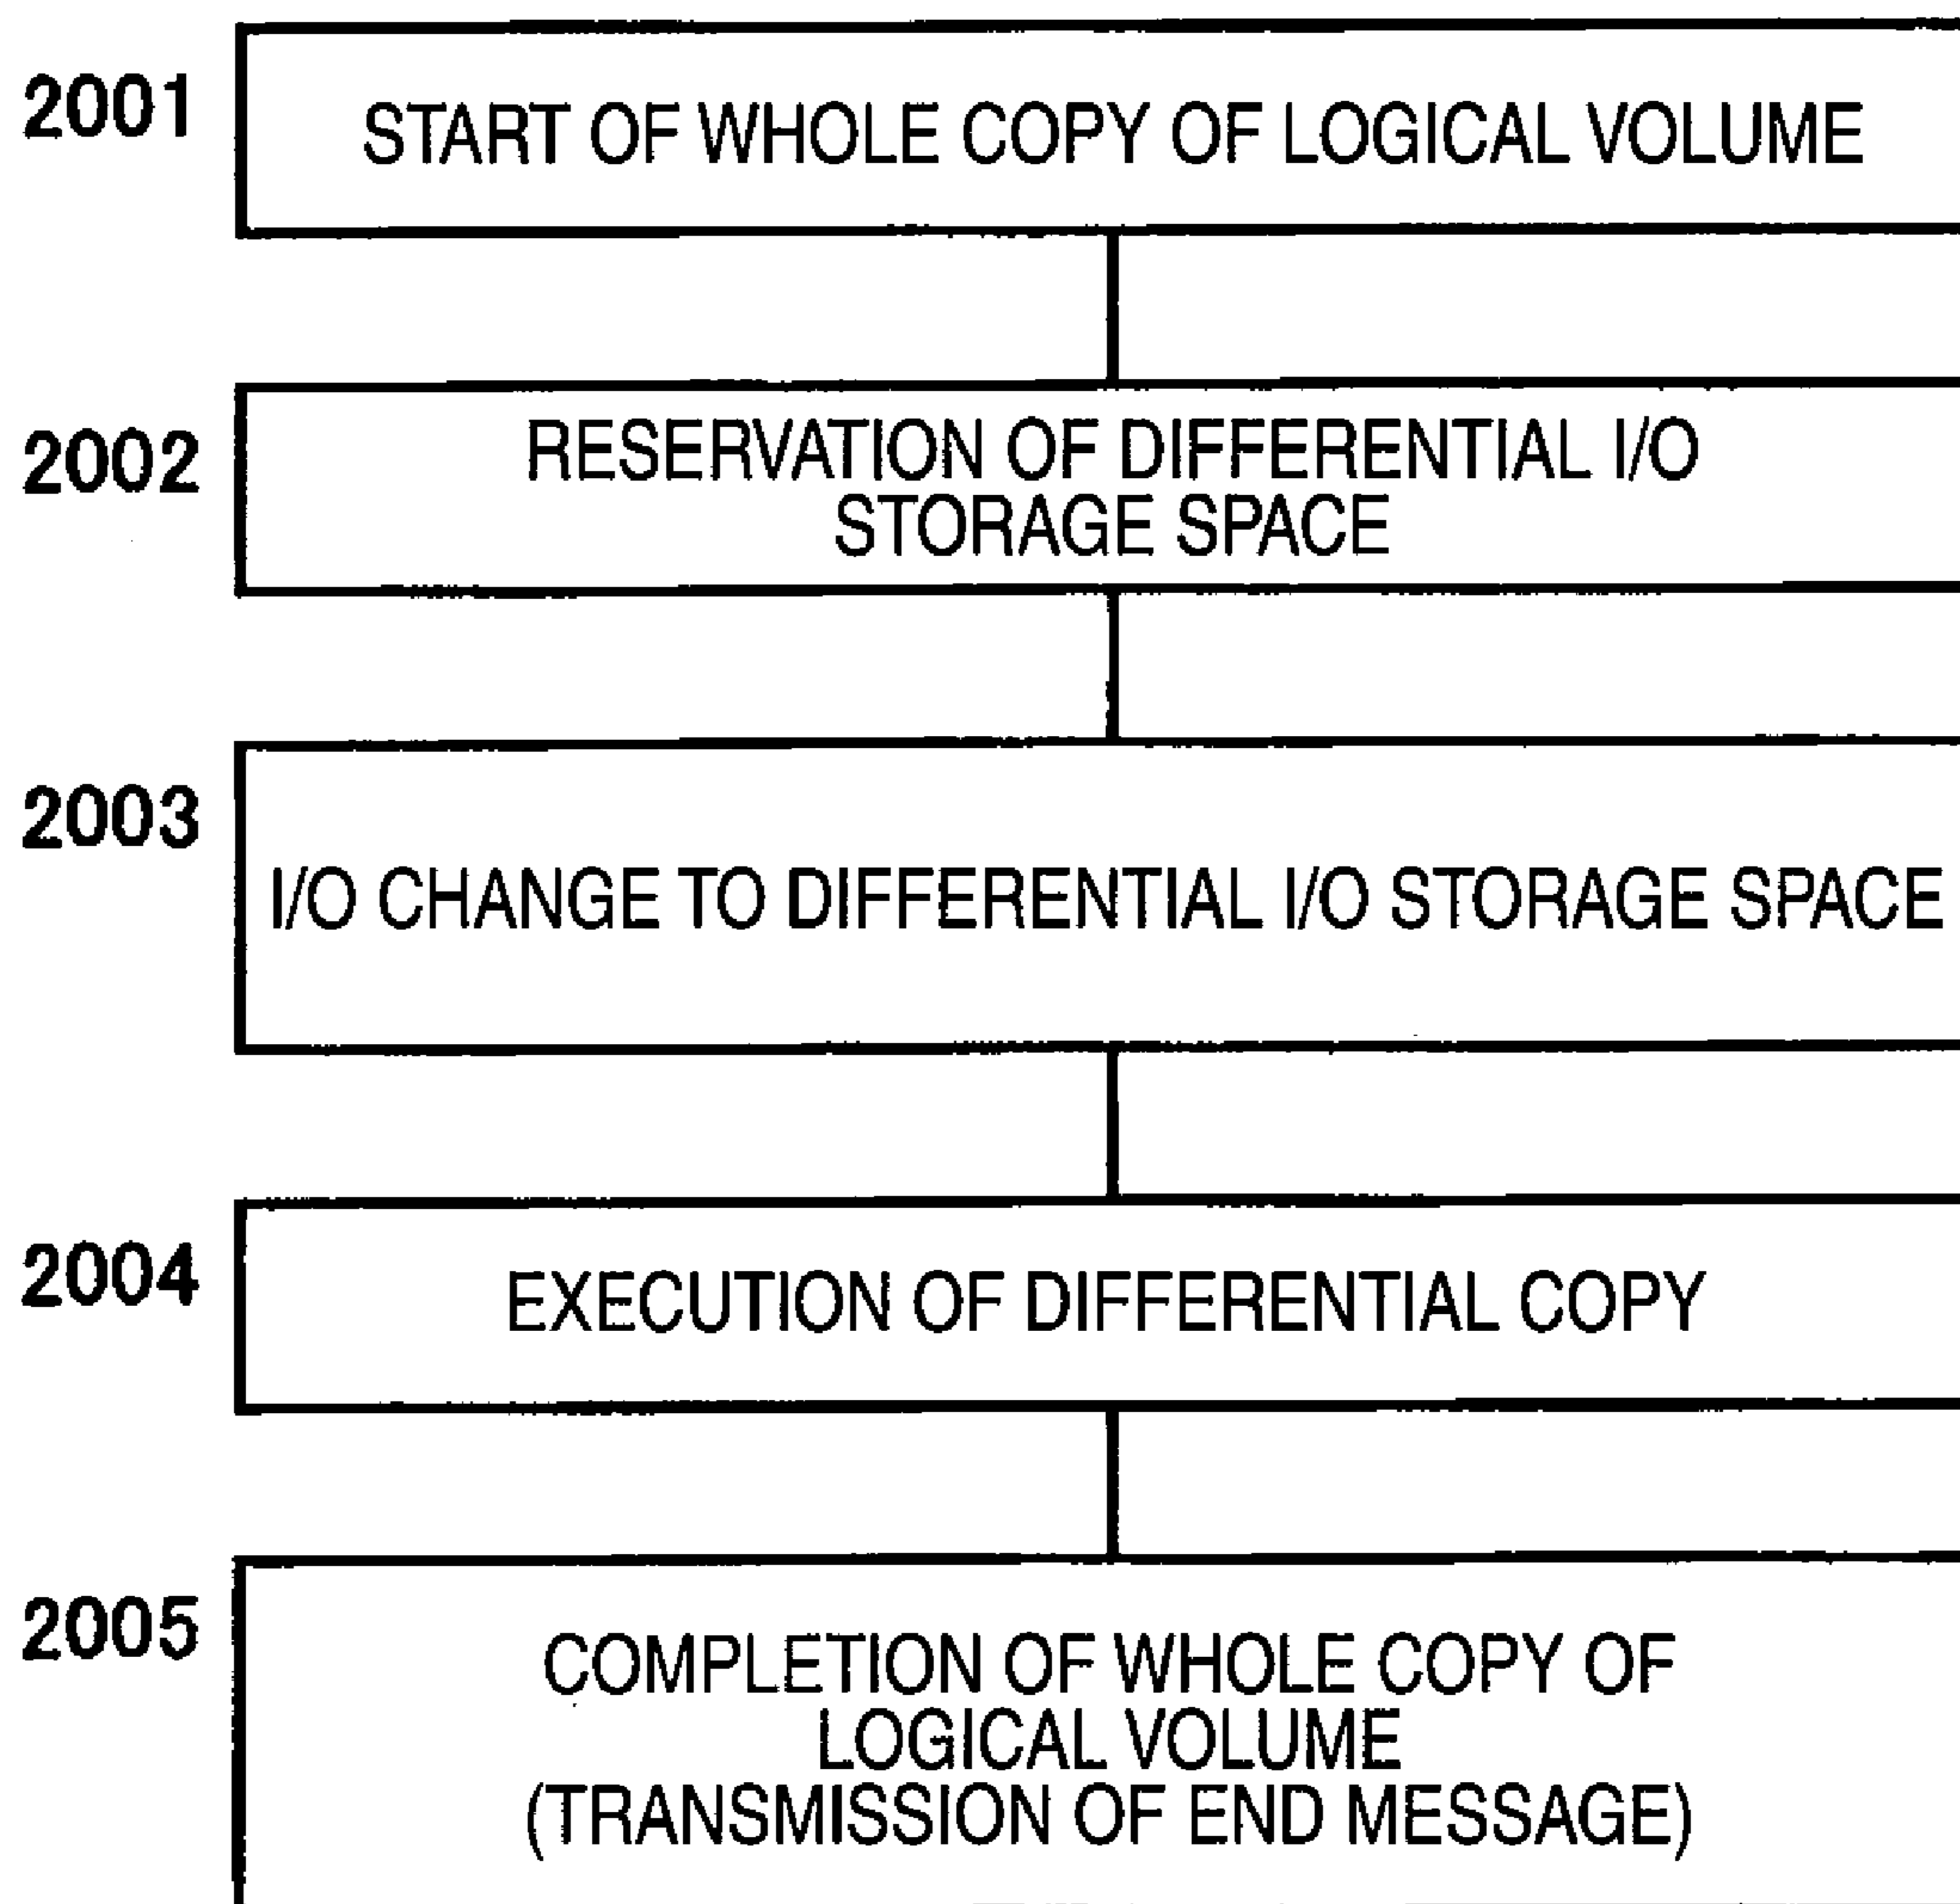 2001
START OF WHOLE COPY OF LOGICAL VOLUME
2002
RESERVATION OF DIFFERENTIAL I/O
STORAGE SPACE
2003
I/O CHANGE TO DIFFERENTIAL I/O STORAGE SPACE
2004
EXECUTION OF DIFFERENTIAL COPY
2005
COMPLETION OF WHOLE COPY OF
LOGICAL VOLUME
(TRANSMISSION OF END MESSAGE)